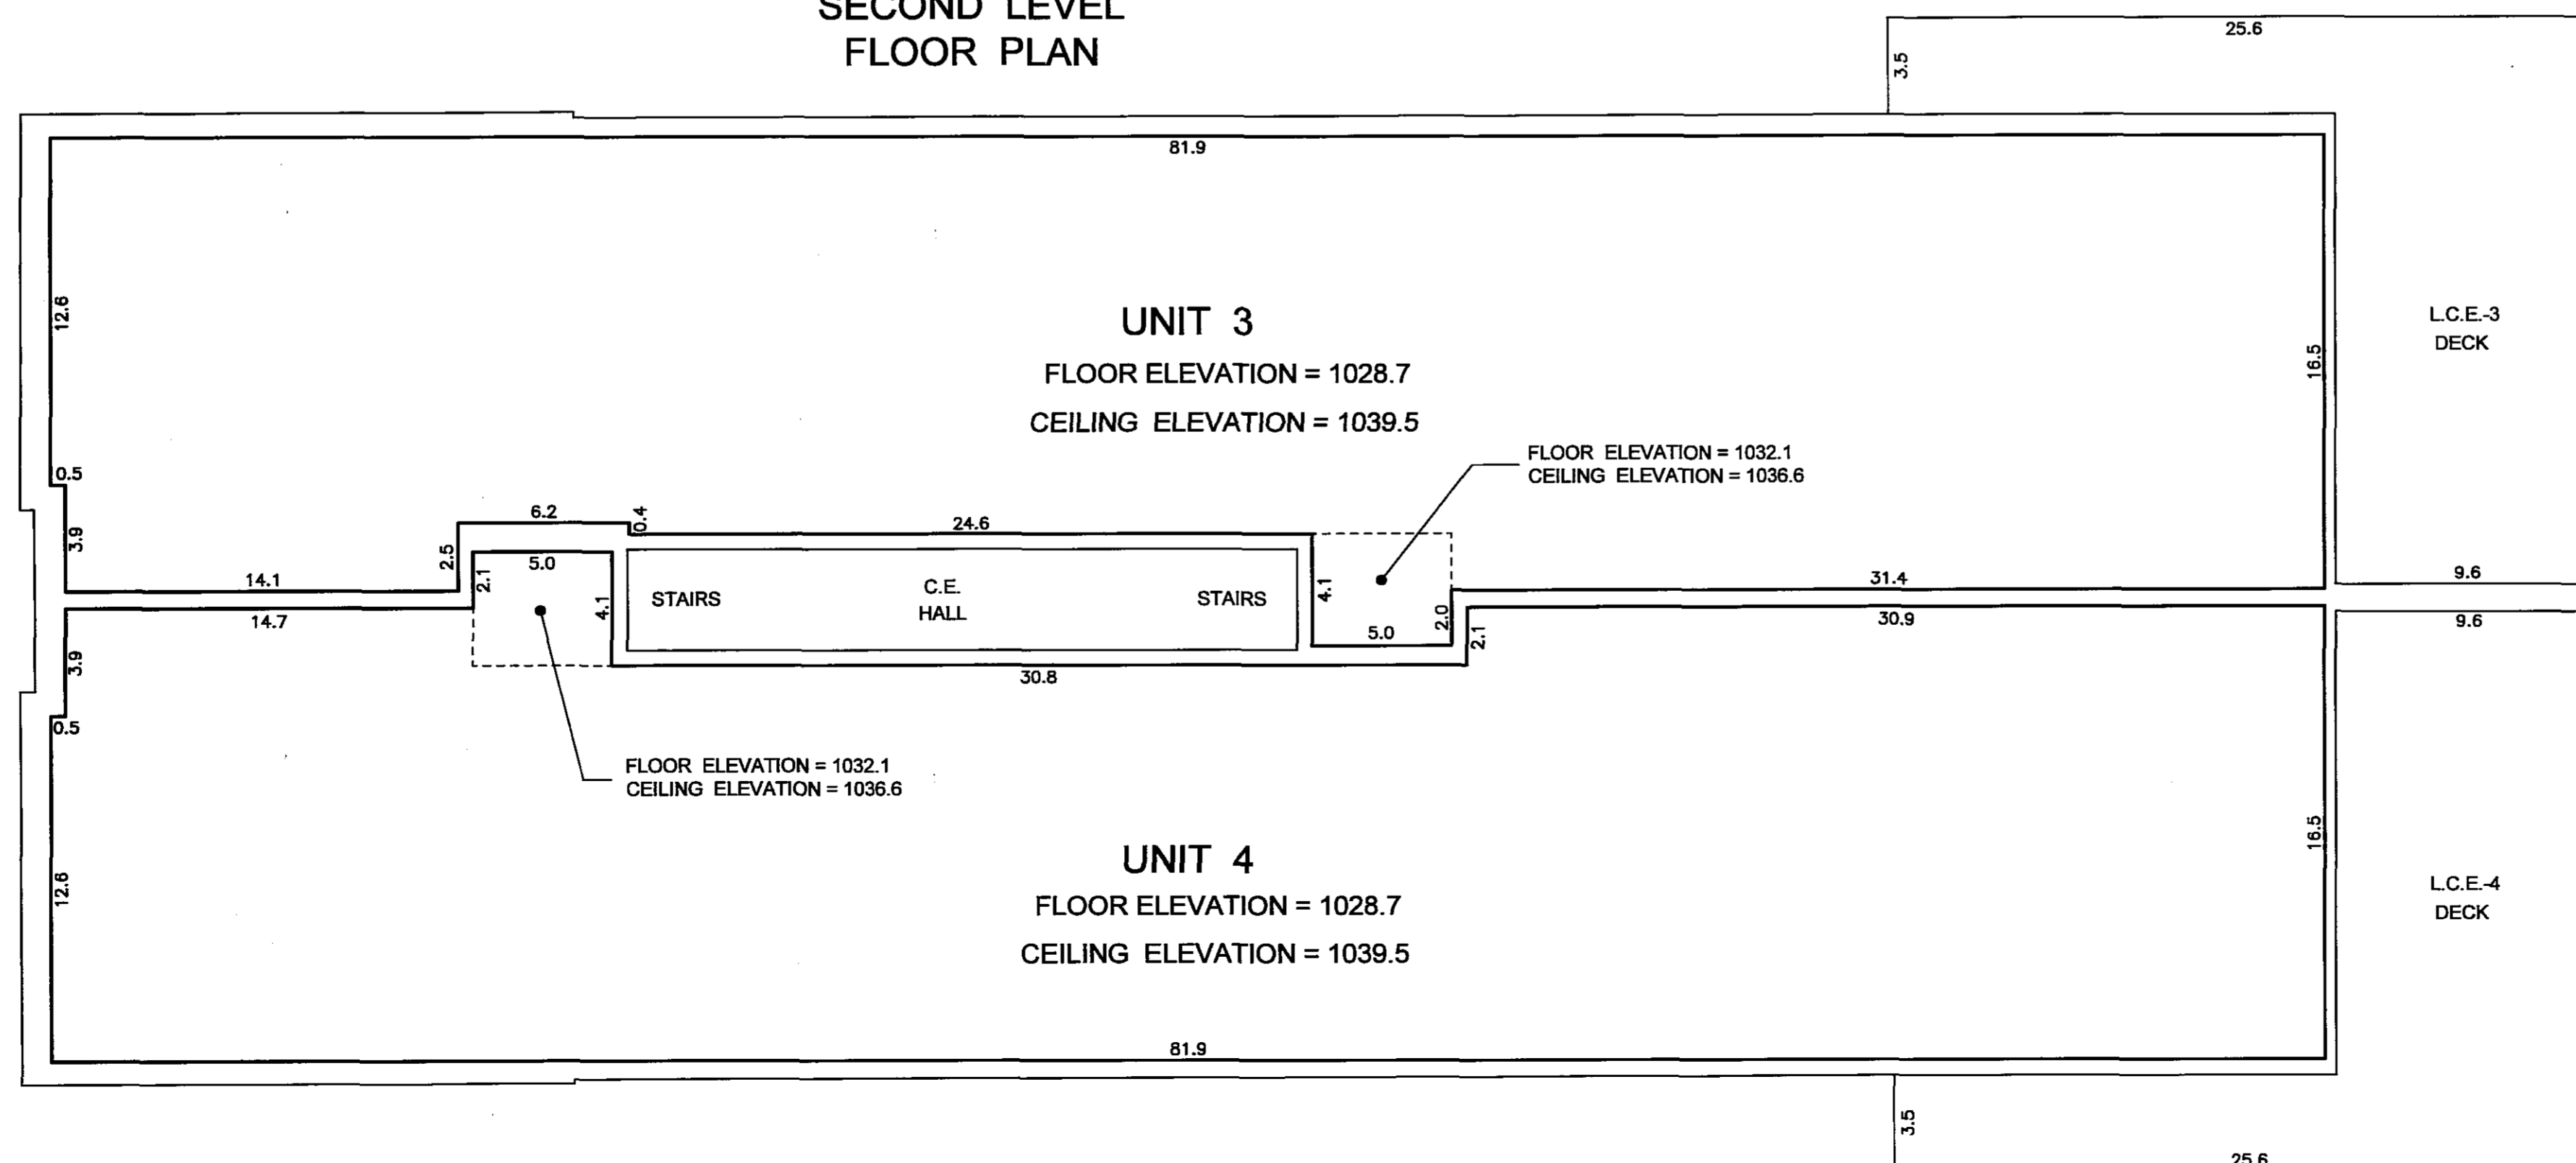 SECOND LEVEL
FLOOR PLAN
25.6
3.5
81.9
12.6
UNIT 3
FLOOR ELEVATION = 1028.7
CEILING ELEVATION = 1039.5
L.C.E.-3
DECK
16.5
FLOOR ELEVATION = 1032.1
CEILING ELEVATION = 1036.6
0.5
3.9
6.2
0.4
24.6
2.5
14.1
2.1
5.0
4.1
STAIRS
C.E.
HALL
STAIRS
4.1
5.0
2.0
31.4
9.6
14.7
2.1
30.9
9.6
3.9
30.8
0.5
FLOOR ELEVATION = 1032.1
CEILING ELEVATION = 1036.6
12.6
UNIT 4
FLOOR ELEVATION = 1028.7
CEILING ELEVATION = 1039.5
16.5
L.C.E.-4
DECK
81.9
3.5
25.6